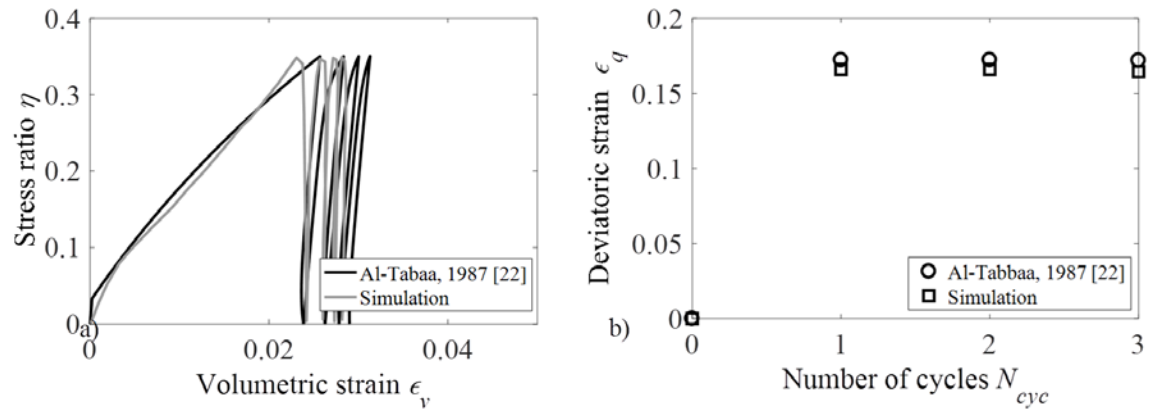 0.4
0.3
0.2
0.1
0
a)
0
0.02
0.04
Stress ratio η
Volumetric strain ϵv
Al-Tabaa, 1987 [22]
Simulation
0.2
0.15
0.1
0.05
0
b)
0
1
2
3
Deviatoric strain ϵq
Number of cycles Ncyc
Al-Tabbaa, 1987 [22]
Simulation